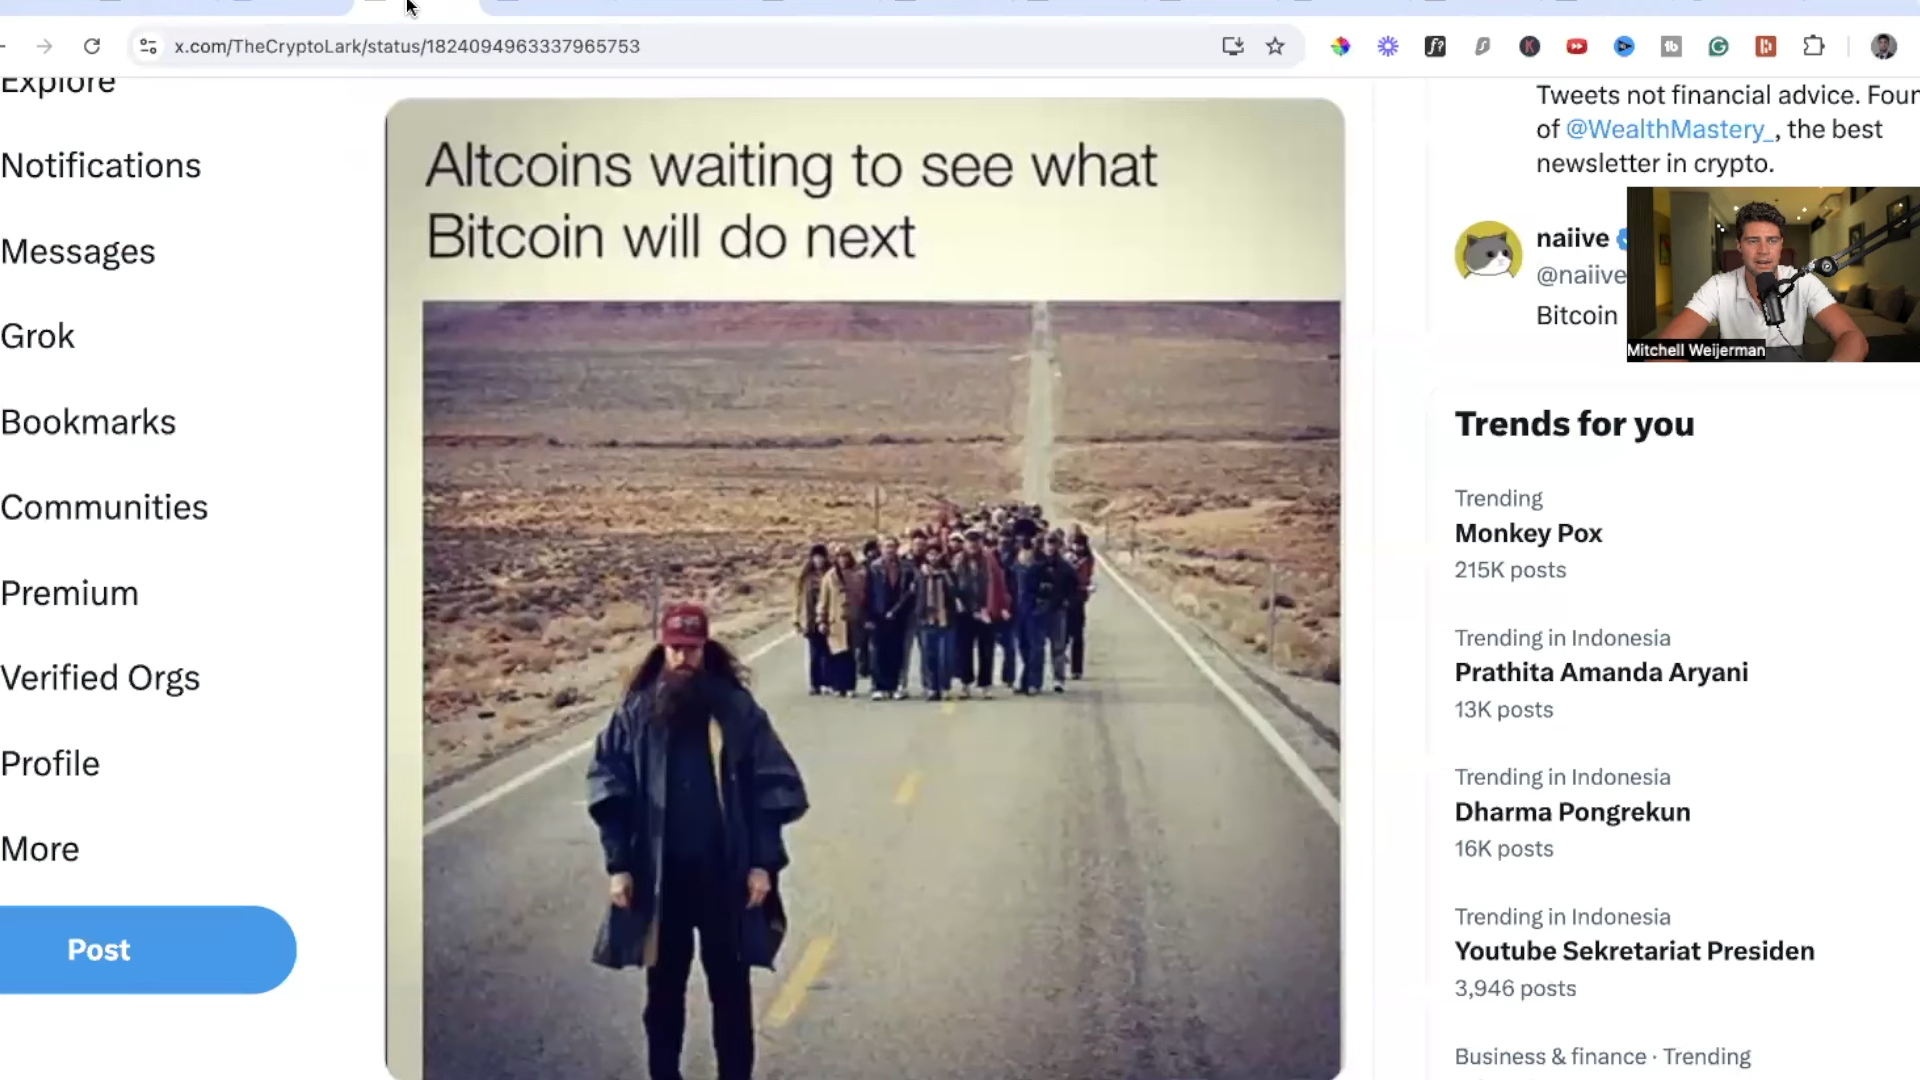 x.com/TheCryptoLark/status/1824094963337965753
Explore
Notifications
Messages
Grok
Bookmarks
Communities
Premium
Verified Orgs
Profile
More
Post
Altcoins waiting to see what
Bitcoin will do next
Tweets not financial advice. Foun
of @WealthMastery_, the best
newsletter in crypto.
naiive
@naiive
Bitcoin
Mitchell Weijerman
Trends for you
Trending
Monkey Pox
215K posts
Trending in Indonesia
Prathita Amanda Aryani
13K posts
Trending in Indonesia
Dharma Pongrekun
16K posts
Trending in Indonesia
Youtube Sekretariat Presiden
3,946 posts
Business & finance · Trending